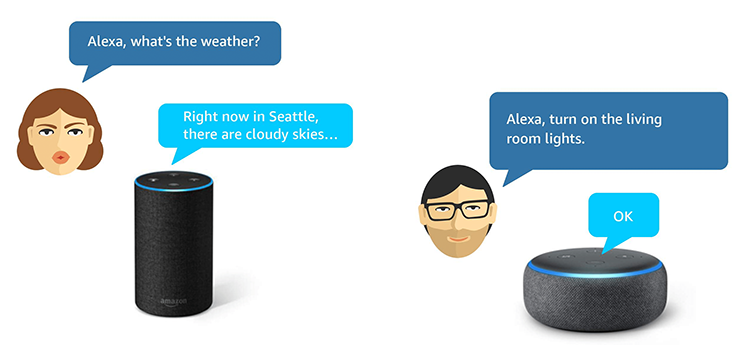 Alexa, what's the weather?
Right now in Seattle,
there are cloudy skies...
amazon
Alexa, turn on the living
room lights.
OK